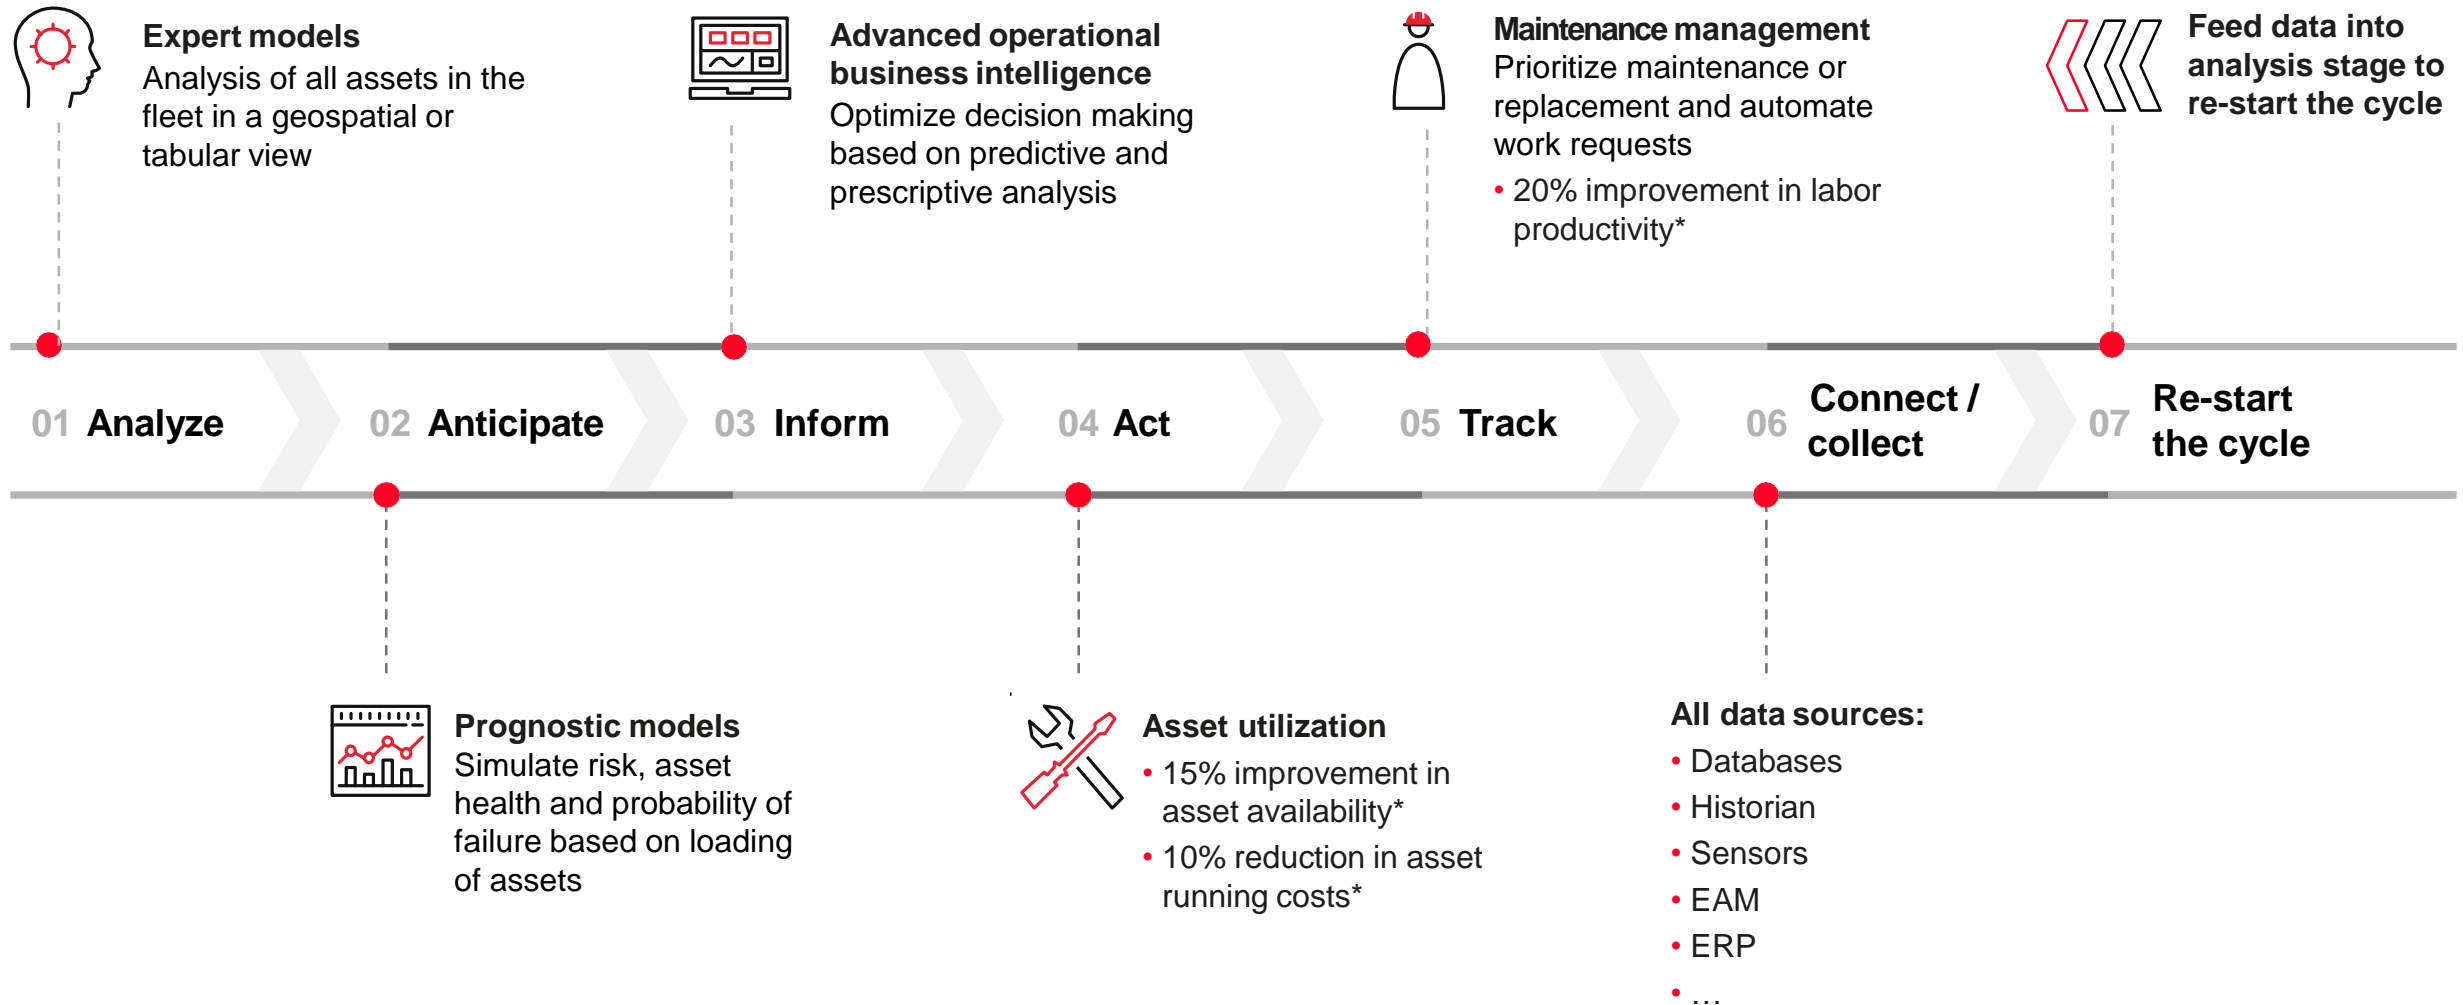 Expert models
Analysis of all assets in the
fleet in a geospatial or
tabular view
Advanced operational
business intelligence
Optimize decision making
based on predictive and
prescriptive analysis
Maintenance management
Prioritize maintenance or
replacement and automate
work requests
• 20% improvement in labor
productivity*
Feed data into
analysis stage to
re-start the cycle
01 Analyze
02 Anticipate
03 Inform
04 Act
05 Track
06 Connect /
collect
07 Re-start
the cycle
Prognostic models
Simulate risk, asset
health and probability of
failure based on loading
of assets
Asset utilization
• 15% improvement in
asset availability*
• 10% reduction in asset
running costs*
All data sources:
• Databases
• Historian
• Sensors
• EAM
• ERP
• ...